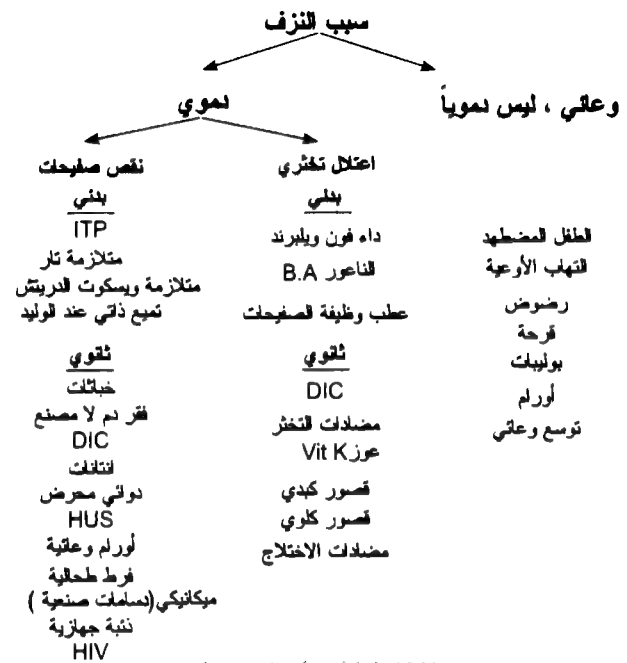 سبب النزف
دموي
وعائي ، ليس دموياً
نقص صفيحات
بدئي
ITP
متلازمة تار
متلازمة ويسكوت الدريتش
تميع ذاتي عند الوليد
ثانوي
خباثات
فقر دم لا مصنع
DIC
انتانات
دوائي محرض
HUS
أورام وعائية
فرط طحالية
ميكانيكي (دسامات صنعية )
ذئبة جهازية
HIV
اعتلال تخثري
بدئي
داء فون ويلبرند
الناعور B.A
عطب وظيفة الصفيحات
ثانوي
DIC
مضادات التخثر
عوز Vit K
قصور كبدي
قصور كلوي
مضادات الاختلاج
الطفل المضطهد
التهاب الأوعية
رضوض
قرحة
بوليبات
أورام
توسع وعائي